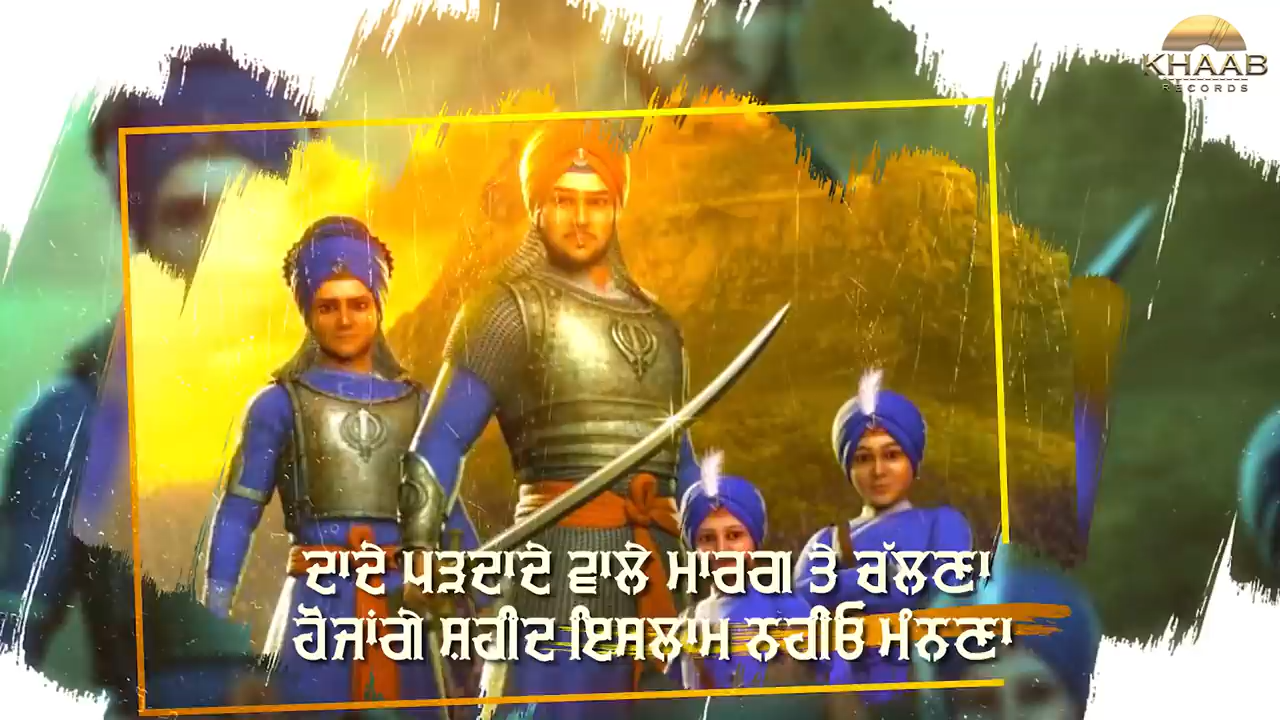 KHAAB
RECORDS
ਦਾਦੇ ਪੜਦਾਦੇ ਵਾਲੇ ਮਾਰਗ ਤੇ ਚੱਲਣਾ
ਹੋਜਾਂਗੇ ਸ਼ਹੀਦ ਇਸਲਾਮ ਨਹੀਓ ਮੰਨਣਾ